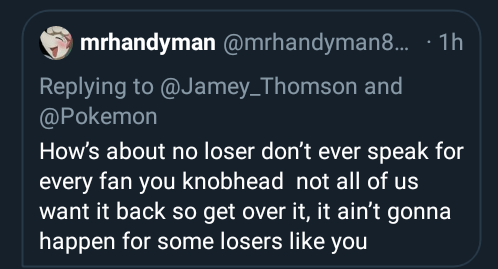 mrhandyman @mrhandyman8... · 1h
Replying to @Jamey_Thomson and
@Pokemon
How's about no loser don't ever speak for
every fan you knobhead  not all of us
want it back so get over it, it ain't gonna
happen for some losers like you